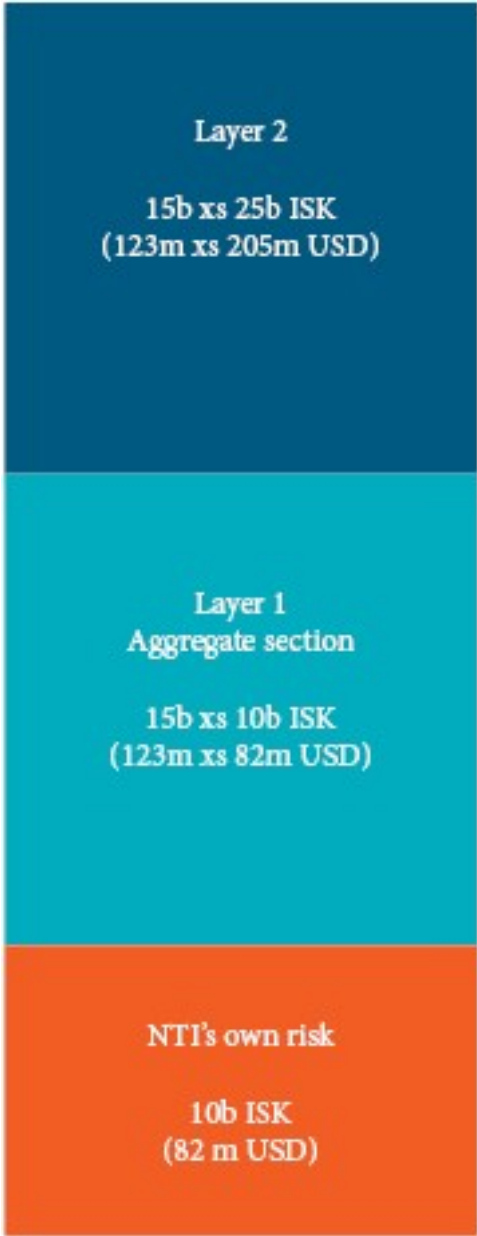 Layer 2
15b xs 25b ISK
(123m xs 205m USD)
Layer 1
Aggregate section
15b xs 10b ISK
(123m xs 82m USD)
NTI's own risk
10b ISK
(82 m USD)